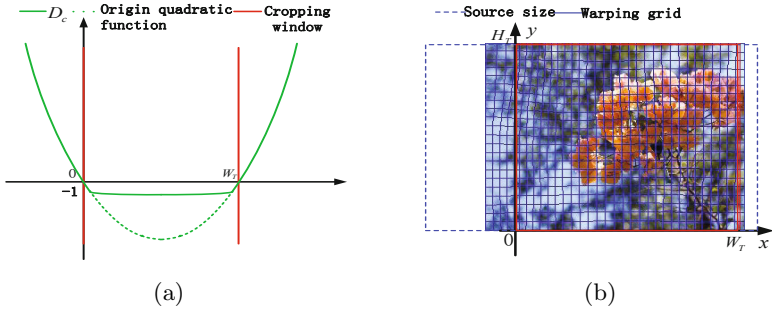 D_c Origin quadratic function Cropping window
0
W_T
-1
(a)
Source size Warping grid
H_T y
0
W_T x
(b)